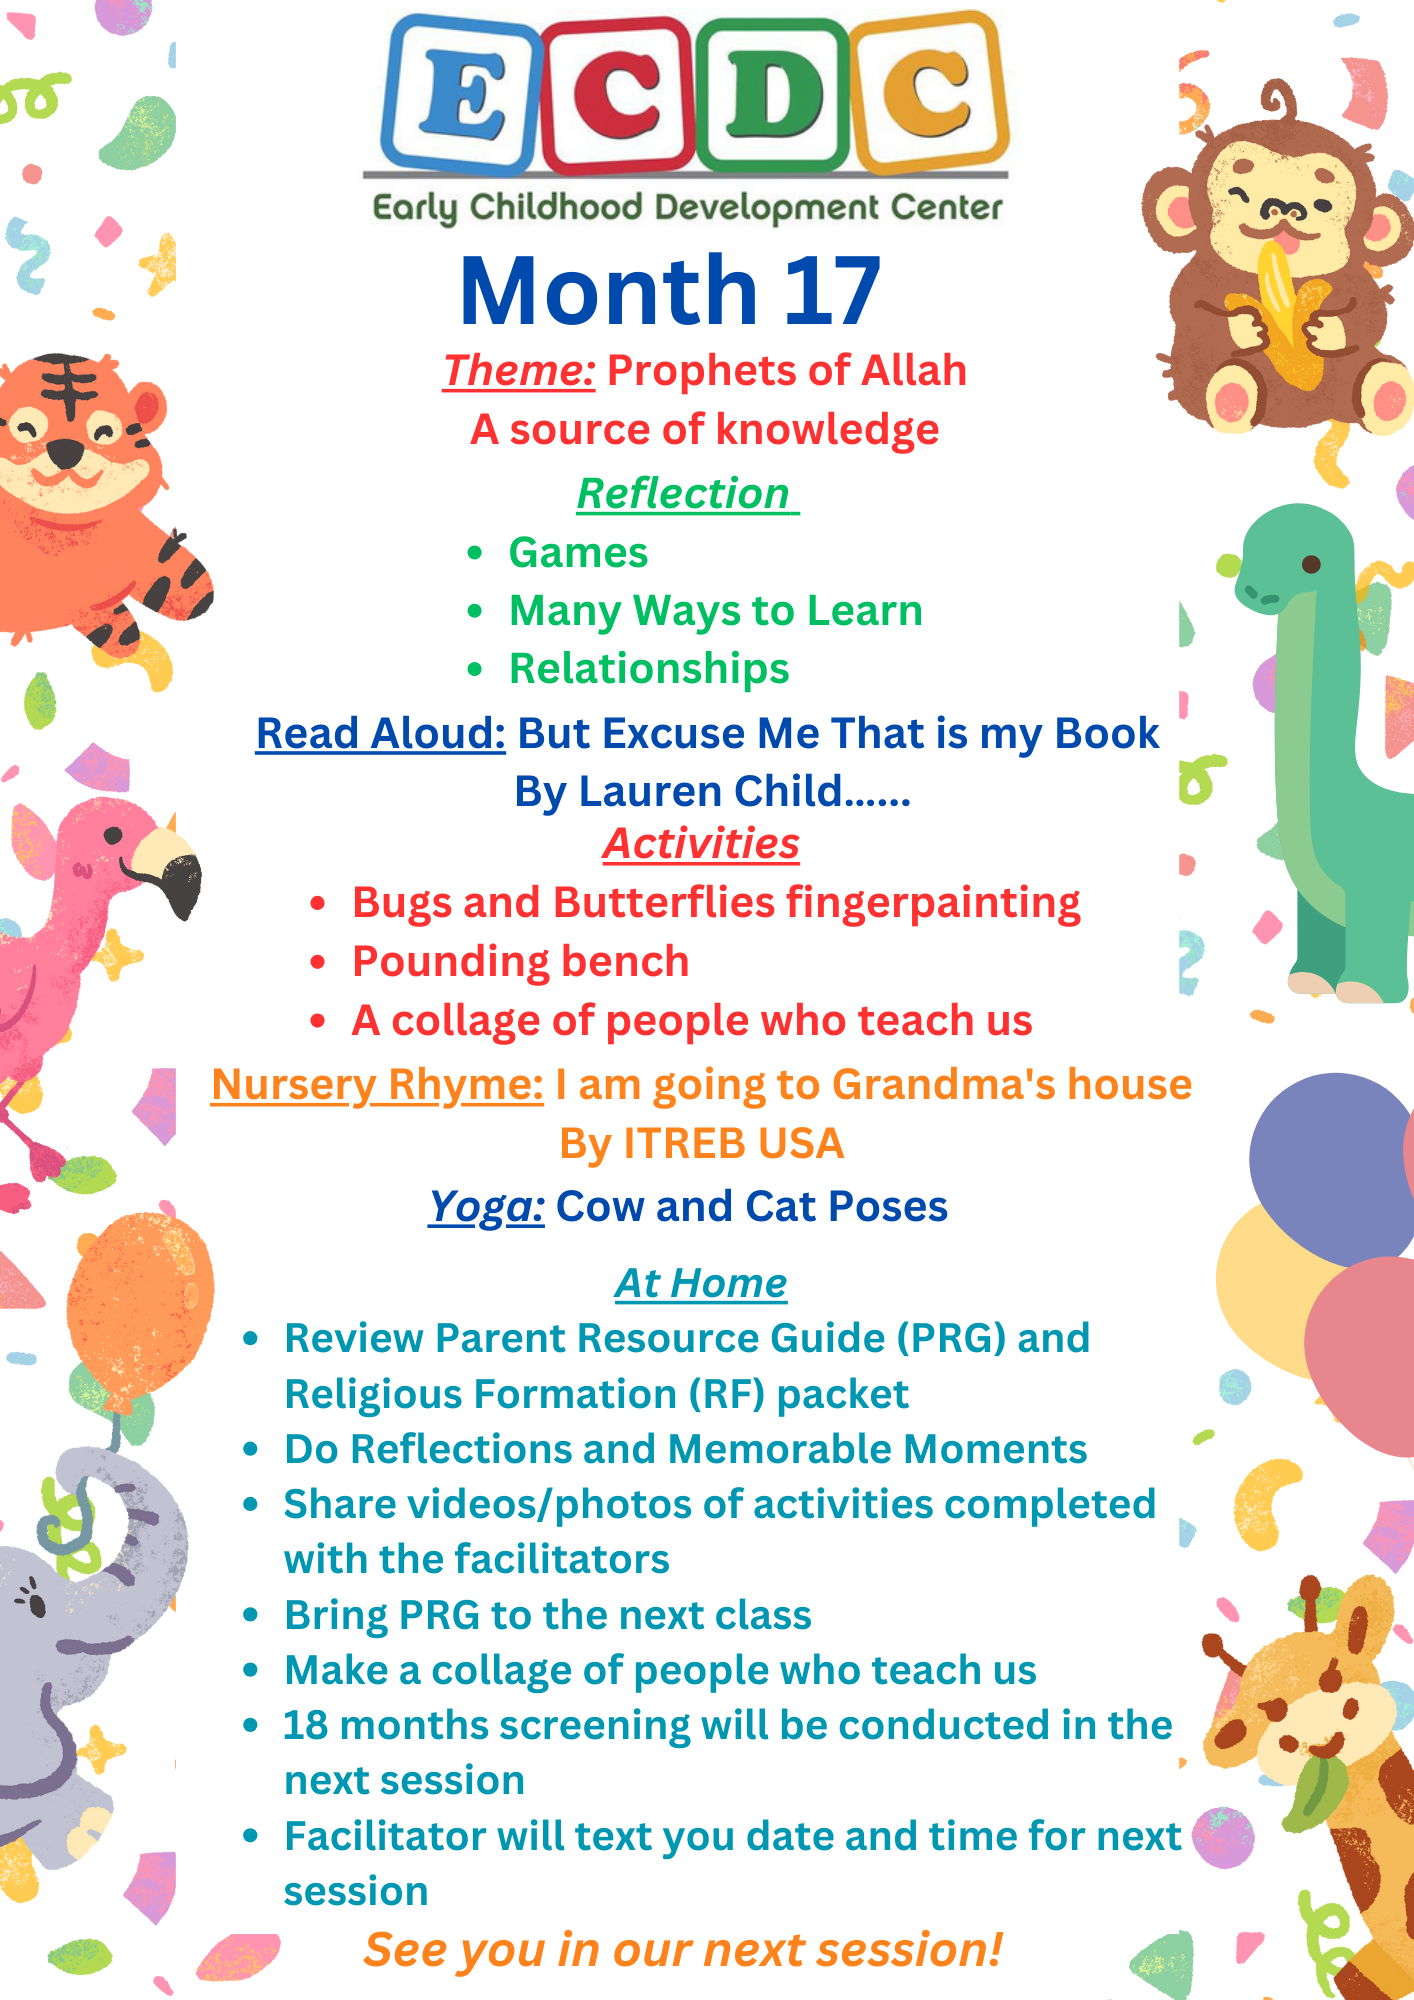 E C D C
Early Childhood Development Center
Month 17
Theme: Prophets of Allah
A source of knowledge
Reflection
• Games
• Many Ways to Learn
• Relationships
Read Aloud: But Excuse Me That is my Book
By Lauren Child......
Activities
• Bugs and Butterflies fingerpainting
• Pounding bench
• A collage of people who teach us
Nursery Rhyme: I am going to Grandma's house
By ITREB USA
Yoga: Cow and Cat Poses
At Home
• Review Parent Resource Guide (PRG) and
Religious Formation (RF) packet
• Do Reflections and Memorable Moments
• Share videos/photos of activities completed
with the facilitators
• Bring PRG to the next class
• Make a collage of people who teach us
• 18 months screening will be conducted in the
next session
• Facilitator will text you date and time for next
session
See you in our next session!